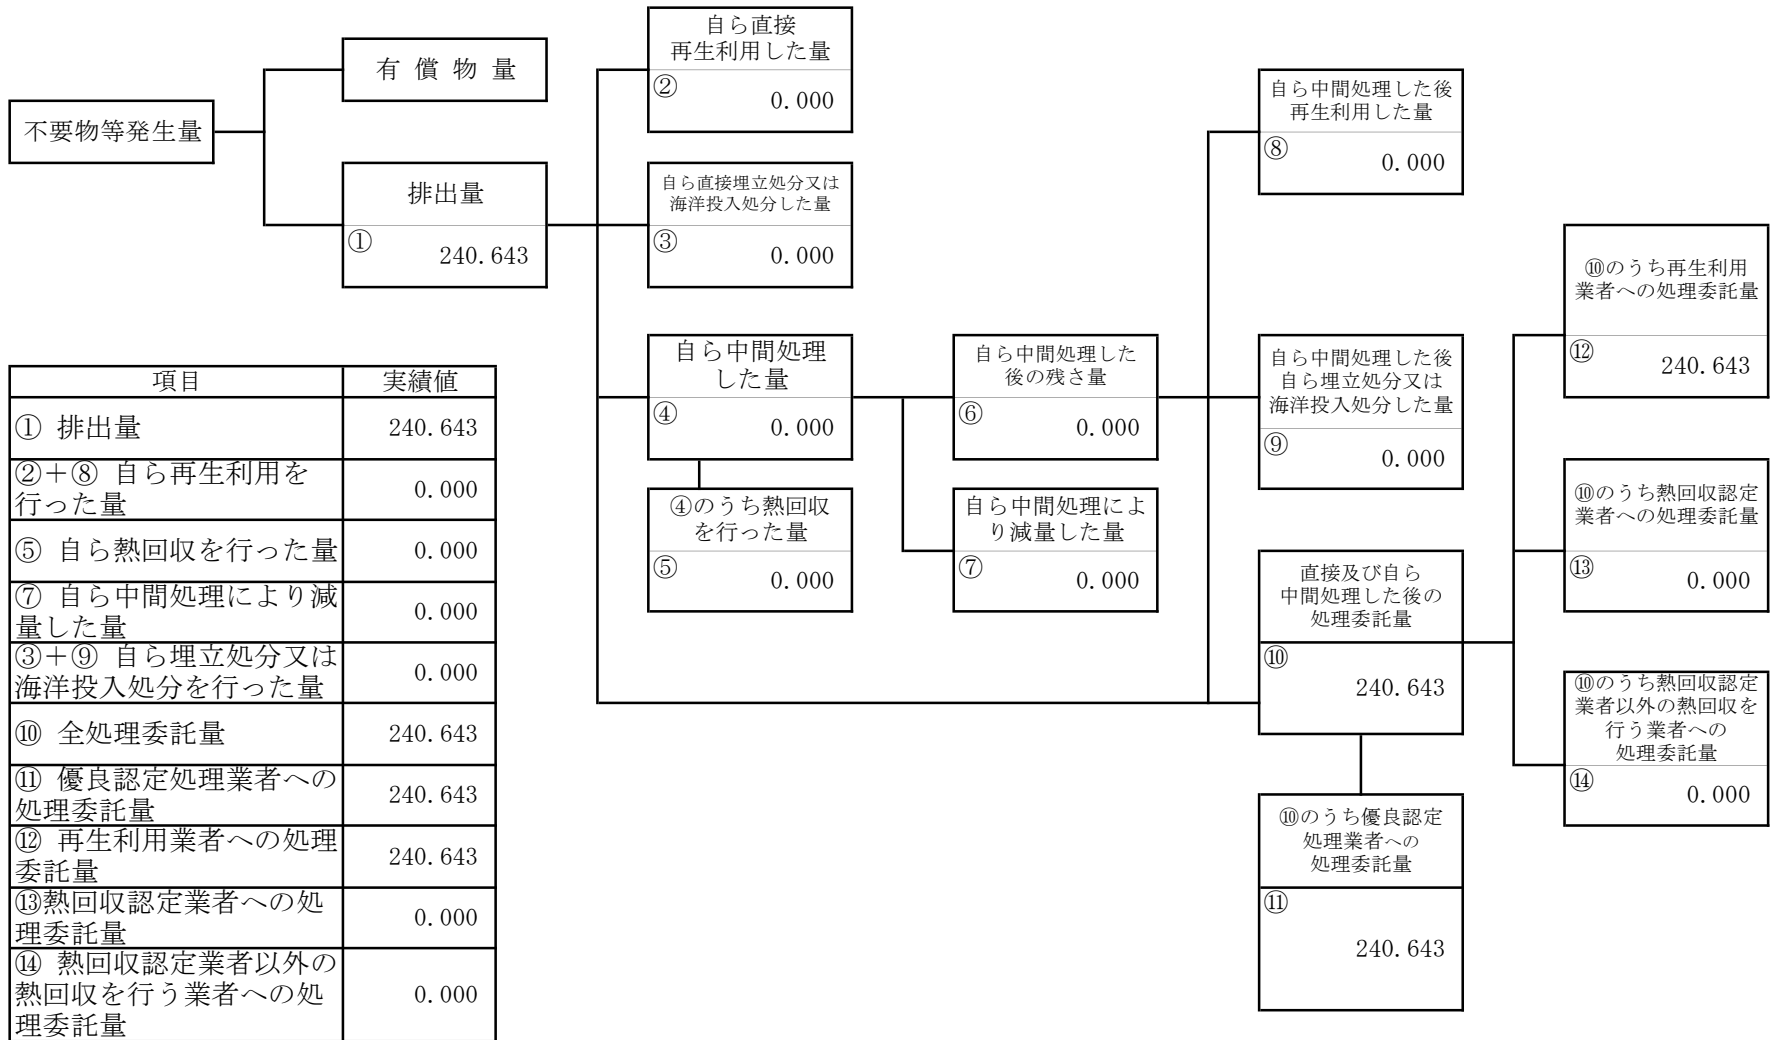 不要物等発生量
有 償 物 量
排出量
①
240.643
自ら直接
再生利用した量
②
0.000
自ら直接埋立処分又は
海洋投入処分した量
③
0.000
自ら中間処理
した量
④
0.000
④のうち熱回収
を行った量
⑤
0.000
自ら中間処理した
後の残さ量
⑥
0.000
自ら中間処理によ
り減量した量
⑦
0.000
自ら中間処理した後
再生利用した量
⑧
0.000
自ら中間処理した後
自ら埋立処分又は
海洋投入処分した量
⑨
0.000
直接及び自ら
中間処理した後の
処理委託量
⑩
240.643
⑩のうち優良認定
処理業者への
処理委託量
⑪
240.643
⑩のうち再生利用
業者への処理委託量
⑫
240.643
⑩のうち熱回収認定
業者への処理委託量
⑬
0.000
⑩のうち熱回収認定
業者以外の熱回収を
行う業者への
処理委託量
⑭
0.000
項目 実績値
① 排出量 240.643
②＋⑧ 自ら再生利用を
行った量 0.000
⑤ 自ら熱回収を行った量 0.000
⑦ 自ら中間処理により減
量した量 0.000
③＋⑨ 自ら埋立処分又は
海洋投入処分を行った量 0.000
⑩ 全処理委託量 240.643
⑪ 優良認定処理業者への
処理委託量 240.643
⑫ 再生利用業者への処理
委託量 240.643
⑬熱回収認定業者への処
理委託量 0.000
⑭ 熱回収認定業者以外の
熱回収を行う業者への処
理委託量 0.000